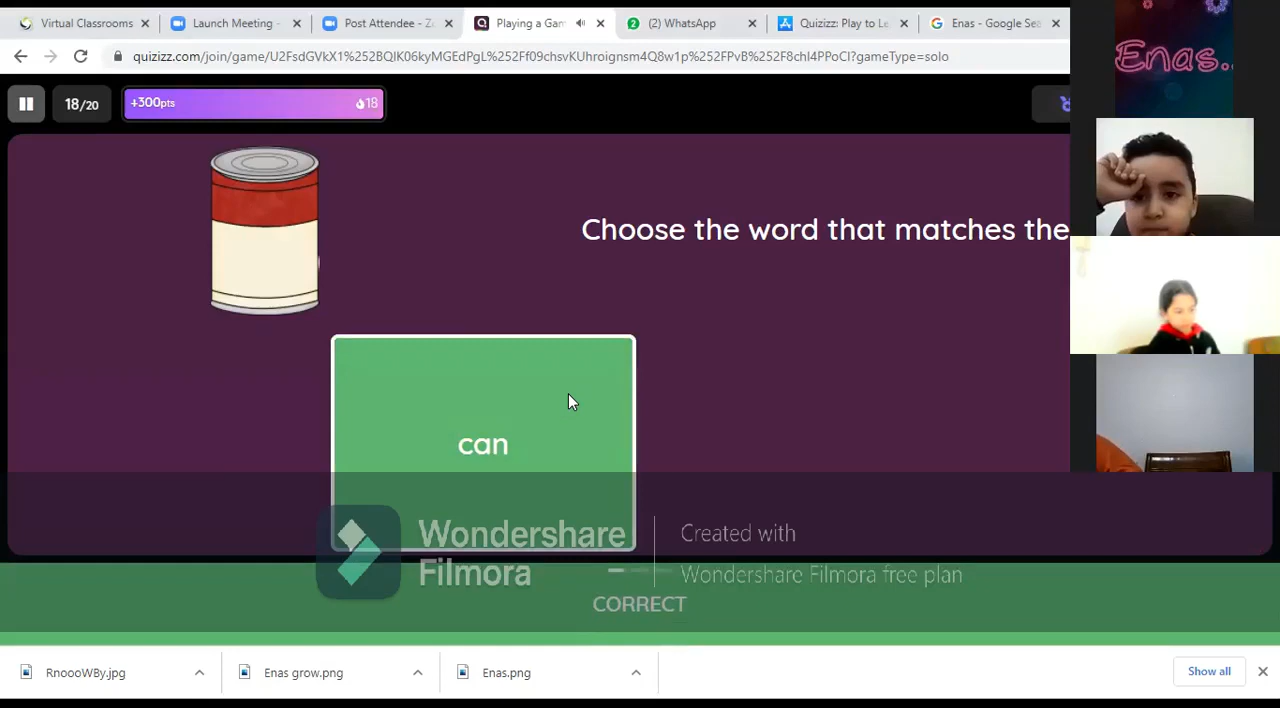 Virtual Classrooms
Launch Meeting -
Post Attendee - Z
Playing a Gam
(2) WhatsApp
Quizizz: Play to Le
Enas - Google Sea
quizizz.com/join/game/U2FsdGVkX1%252BQlK06kyMGFdPgL%252Ff09chsvKUhroignsm4Q8w1p%252FPvB%252F8chI4PPoCI?gameType=solo
18/20
+300pts
18
Enas..
Choose the word that matches the
can
Wondershare
Filmora
Created with
Wondershare Filmora free plan
CORRECT
RnoooWBy.jpg
Enas grow.png
Enas.png
Show all